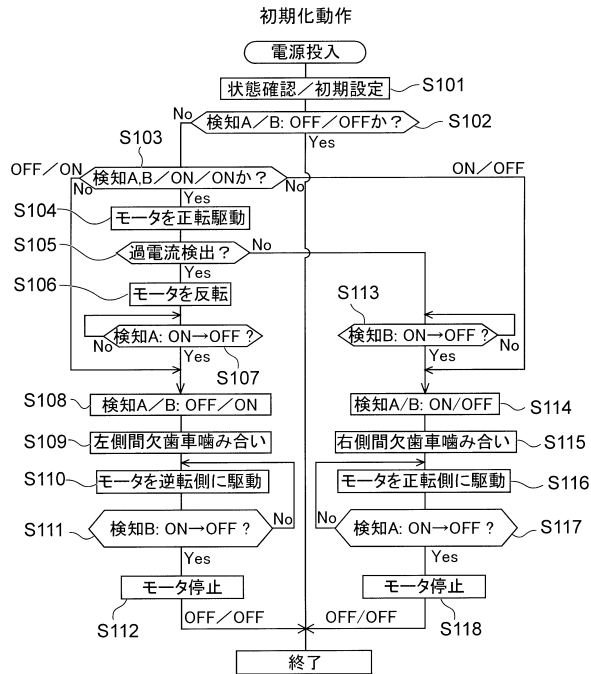 初期化動作
電源投入
状態確認／初期設定
S101
No
検知A／B: OFF／OFFか？
S102
S103
Yes
OFF／ON
検知A,B／ON／ONか？
ON／OFF
No
No
Yes
S104
モータを正転駆動
S105
過電流検出？
No
Yes
S106
モータを反転
S113
検知A: ON→OFF ?
No
Yes
S107
検知B: ON→OFF ?
No
Yes
S108
検知A／B: OFF／ON
検知A/B: ON/OFF
S114
S109
左側間欠歯車噛み合い
右側間欠歯車噛み合い
S115
S110
モータを逆転側に駆動
モータを正転側に駆動
S116
S111
検知B: ON→OFF ?
No
No
検知A: ON→OFF ?
S117
Yes
Yes
モータ停止
モータ停止
S112
OFF／OFF
OFF/OFF
S118
終了